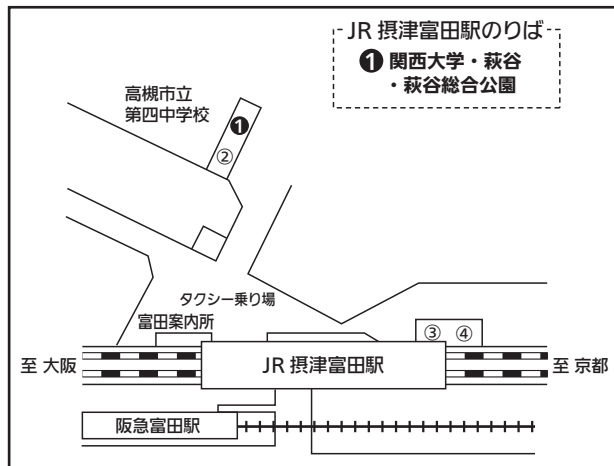 JR 摂津富田駅のりば
❶ 関西大学・萩谷
・萩谷総合公園
高槻市立
第四中学校
❶
②
タクシー乗り場
富田案内所
③ ④
至 大阪
JR 摂津富田駅
至 京都
阪急富田駅